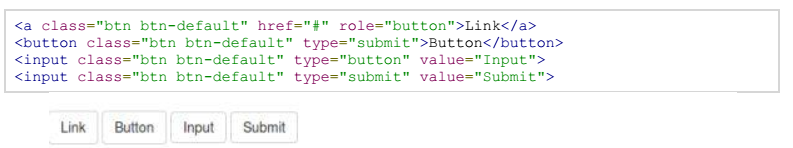 <a class="btn btn-default" href="#" role="button">Link</a>
<button class="btn btn-default" type="submit">Button</button>
<input class="btn btn-default" type="button" value="Input">
<input class="btn btn-default" type="submit" value="Submit">
Link Button Input Submit